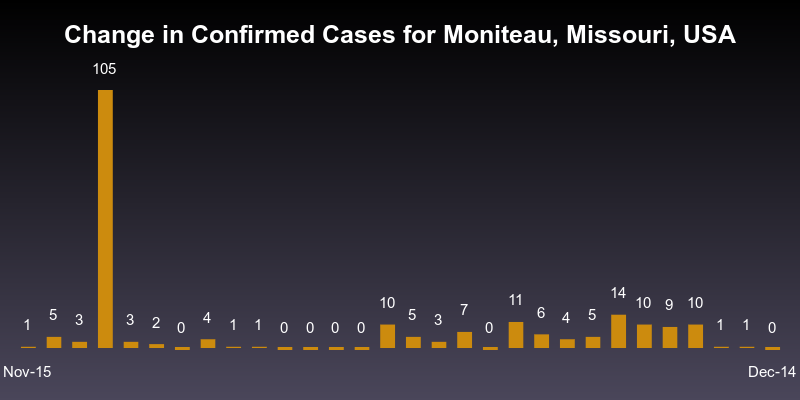 Change in Confirmed Cases for Moniteau, Missouri, USA
105
1 5 3 3 2 0 4 1 1 0 0 0 0 10 5 3 7 0 11 6 4 5 14 10 9 10 1 1 0
Nov-15 Dec-14